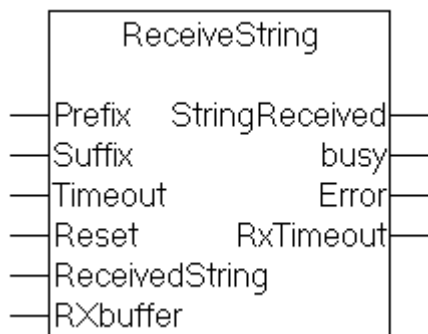 ReceiveString
Prefix StringReceived
Suffix busy
Timeout Error
Reset RxTimeout
ReceivedString
RXbuffer